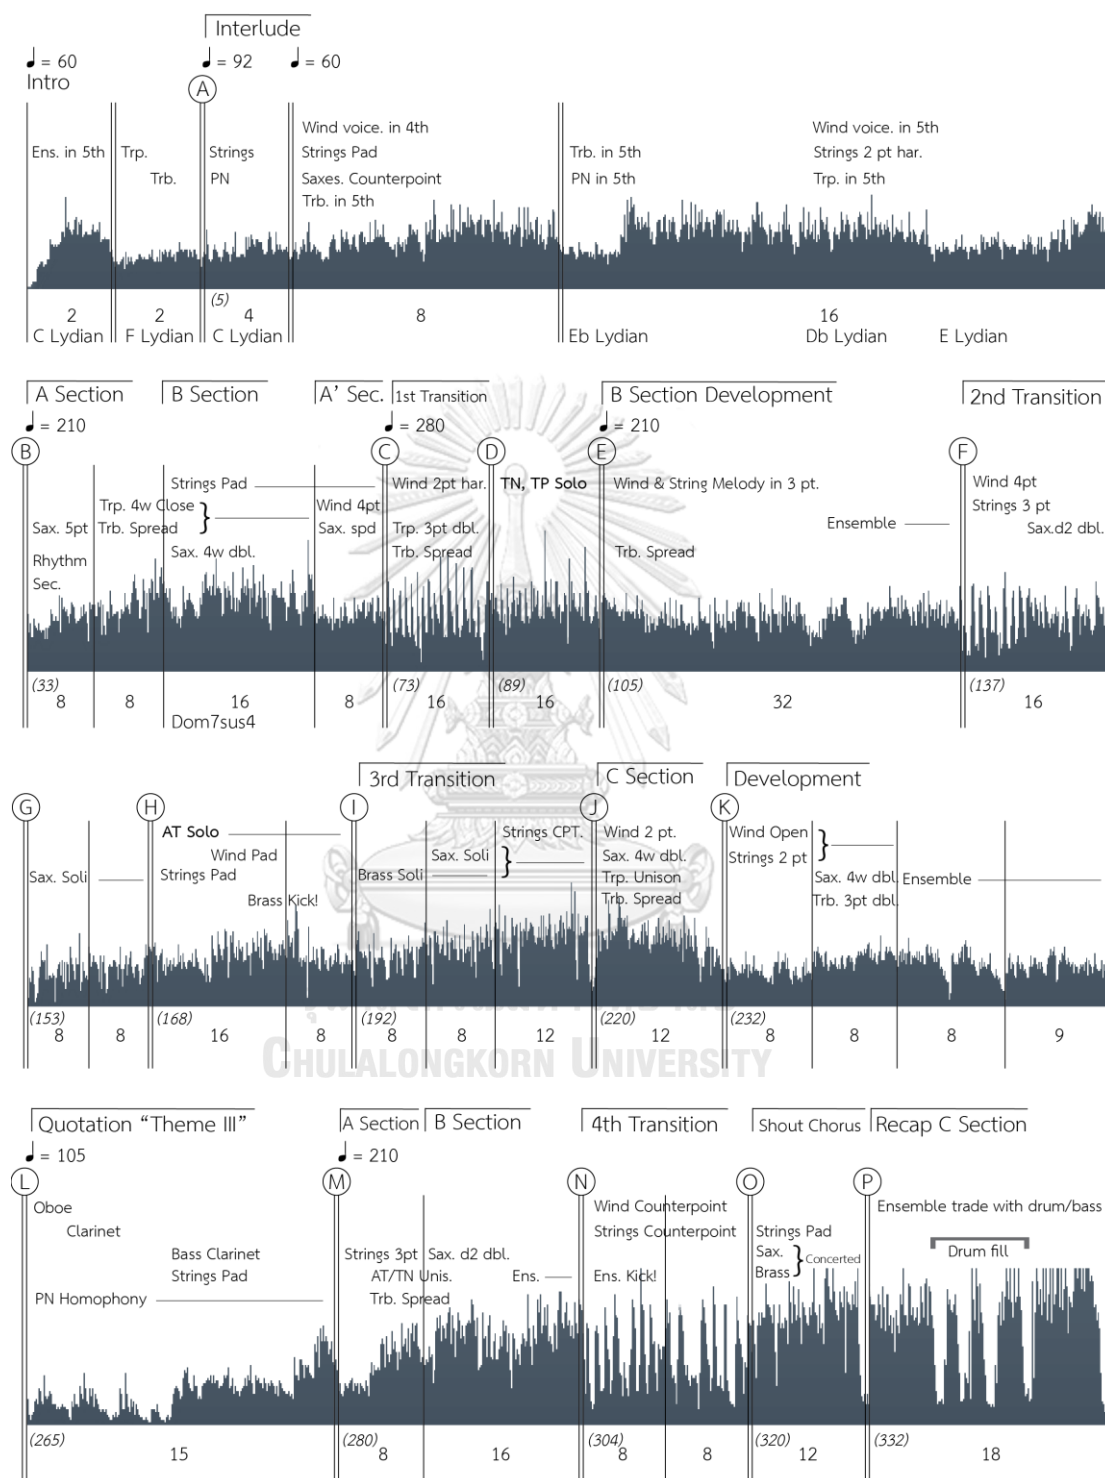 Interlude
♩ = 60 ♩ = 92 ♩ = 60
Intro
A
Wind voice. in 4th Wind voice. in 5th
Ens. in 5th Trp. Strings Strings Pad Trb. in 5th Strings 2 pt har.
Trb. PN Saxes. Counterpoint PN in 5th Trp. in 5th
Trb. in 5th
(5)
2 2 4 8 16
C Lydian F Lydian C Lydian Eb Lydian Db Lydian E Lydian
A Section B Section A' Sec. 1st Transition B Section Development 2nd Transition
♩ = 210 ♩ = 280 ♩ = 210
B C D E F
Strings Pad Wind 2pt har. TN, TP Solo Wind & String Melody in 3 pt. Wind 4pt
Trp. 4w Close Wind 4pt Strings 3 pt
Sax. 5pt Trb. Spread Sax. spd Trp. 3pt dbl. Ensemble Sax.d2 dbl.
Rhythm Sax. 4w dbl. Trb. Spread Trb. Spread
Sec.
(33) (73) (89) (105) (137)
8 8 16 8 16 16 32 16
Dom7sus4
3rd Transition C Section Development
G H I J K
AT Solo Strings CPT. Wind 2 pt. Wind Open
Wind Pad Sax. Soli Sax. 4w dbl. Strings 2 pt
Sax. Soli Strings Pad Brass Soli Trp. Unison Sax. 4w dbl. Ensemble
Brass Kick! Trb. Spread Trb. 3pt dbl.
(153) (168) (192) (220) (232)
8 8 16 8 8 8 12 12 8 8 8 9
CHULALONGKORN UNIVERSITY
Quotation “Theme III” A Section B Section 4th Transition Shout Chorus Recap C Section
♩ = 105 ♩ = 210
L M N O P
Oboe Wind Counterpoint Ensemble trade with drum/bass
Clarinet Strings Counterpoint Strings Pad
Bass Clarinet Strings 3pt Sax. d2 dbl. Sax. Concerted Drum fill
Strings Pad AT/TN Unis. Ens. Ens. Kick! Brass
PN Homophony Trb. Spread
(265) (280) (304) (320) (332)
15 8 16 8 8 12 18